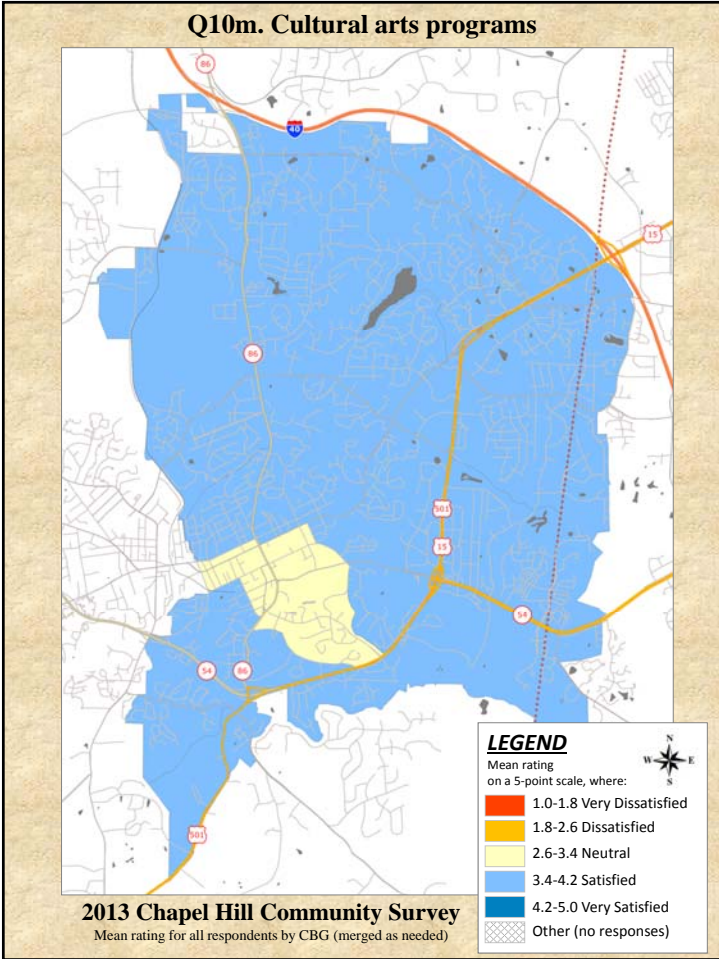 Q10m. Cultural arts programs
86
40
15
86
501
15
54
54
86
501
LEGEND
Mean rating
on a 5-point scale, where:
N
W E
S
1.0-1.8 Very Dissatisfied
1.8-2.6 Dissatisfied
2.6-3.4 Neutral
3.4-4.2 Satisfied
4.2-5.0 Very Satisfied
Other (no responses)
2013 Chapel Hill Community Survey
Mean rating for all respondents by CBG (merged as needed)